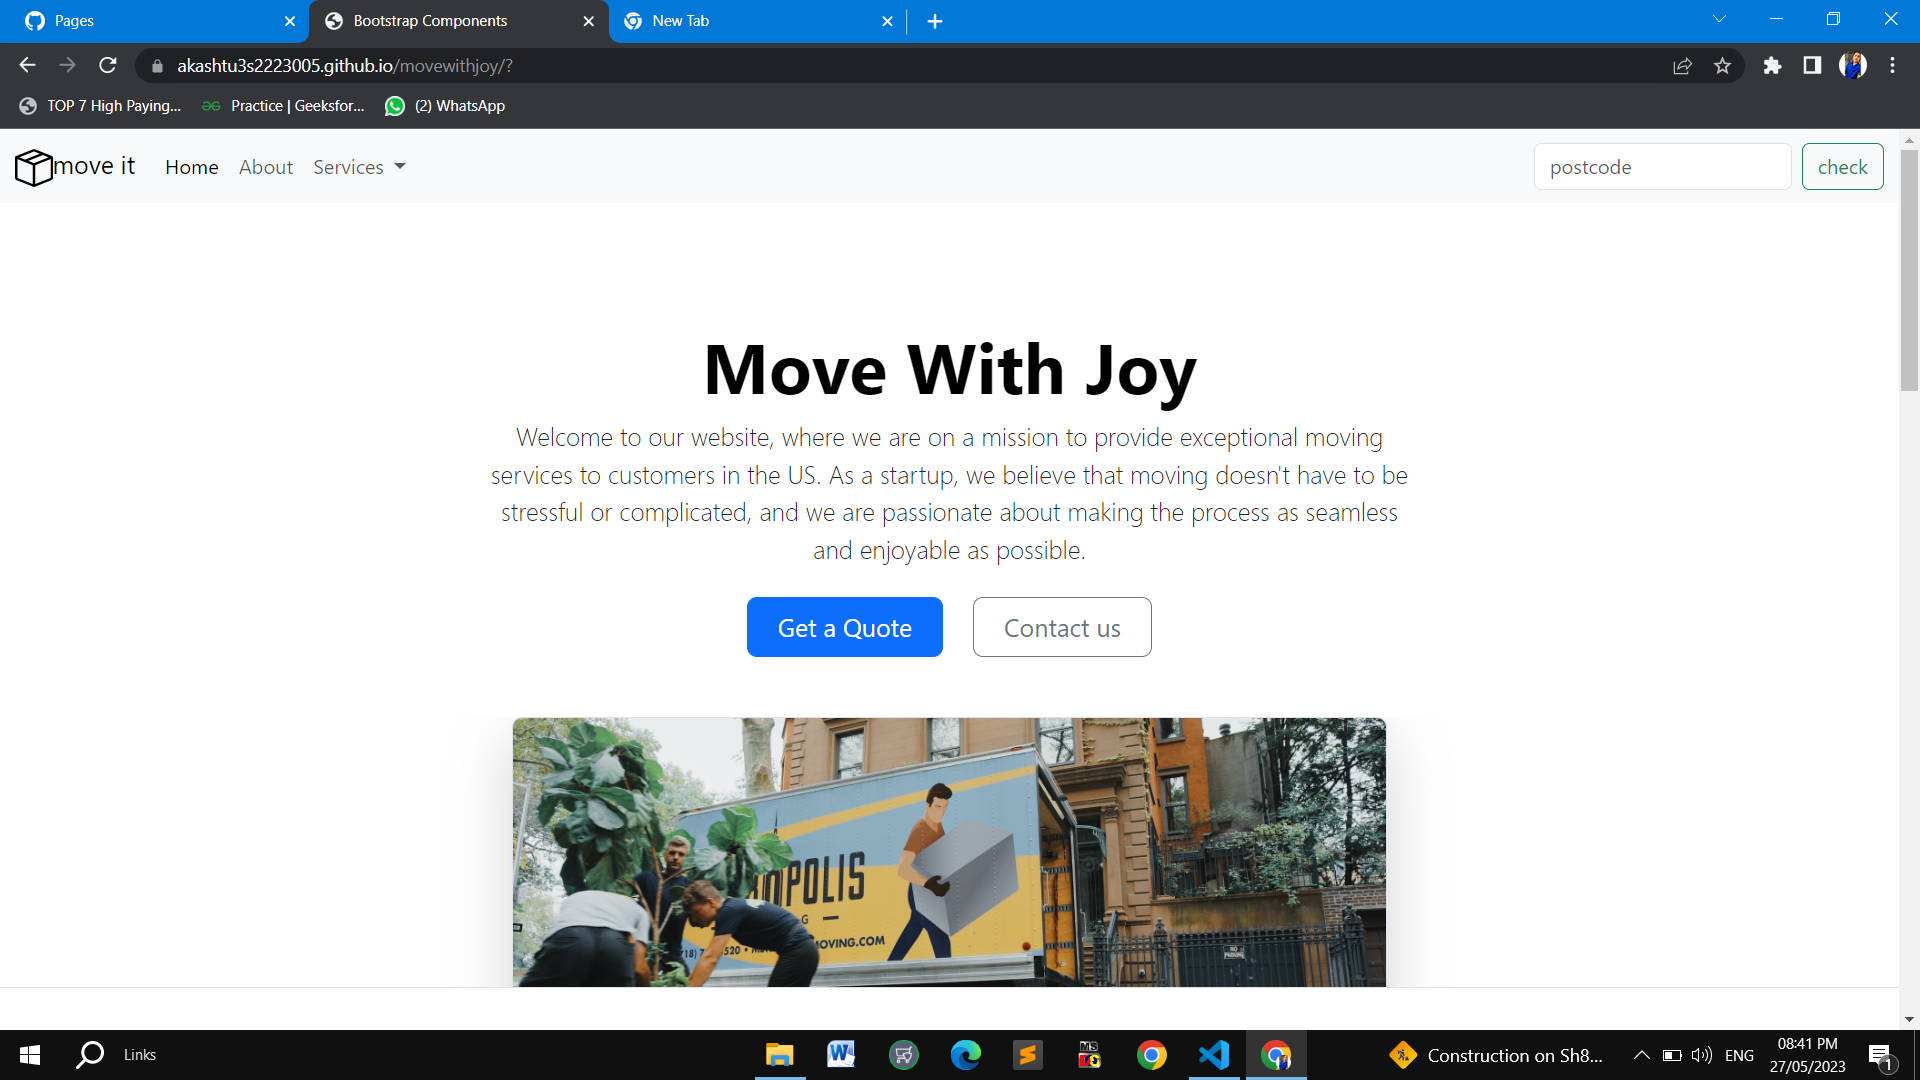 Pages
Bootstrap Components
New Tab
akashtu3s2223005.github.io/movewithjoy/?
TOP 7 High Paying...
Practice | Geeksfor...
(2) WhatsApp
move it
Home
About
Services
postcode
check
Move With Joy
Welcome to our website, where we are on a mission to provide exceptional moving
services to customers in the US. As a startup, we believe that moving doesn't have to be
stressful or complicated, and we are passionate about making the process as seamless
and enjoyable as possible.
Get a Quote
Contact us
OPOLIS
G
MOVING.COM
NO
PARKING
Links
Construction on Sh8...
ENG
08:41 PM
27/05/2023
1